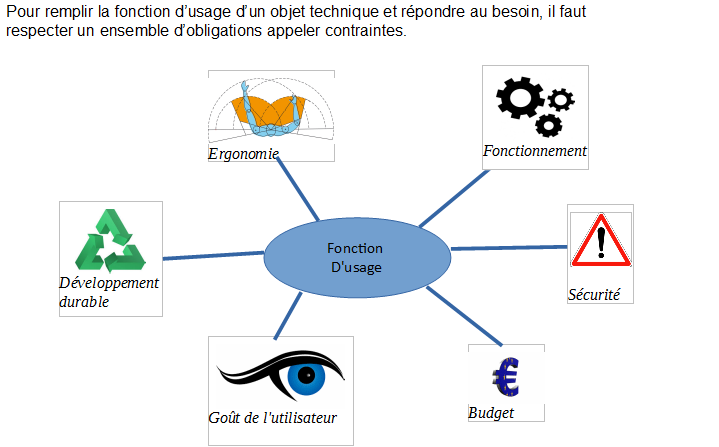 Pour remplir la fonction d'usage d'un objet technique et répondre au besoin, il faut
respecter un ensemble d'obligations appeler contraintes.
Ergonomie
Fonctionnement
Fonction
D'usage
Développement
durable
Sécurité
Goût de l'utilisateur
Budget